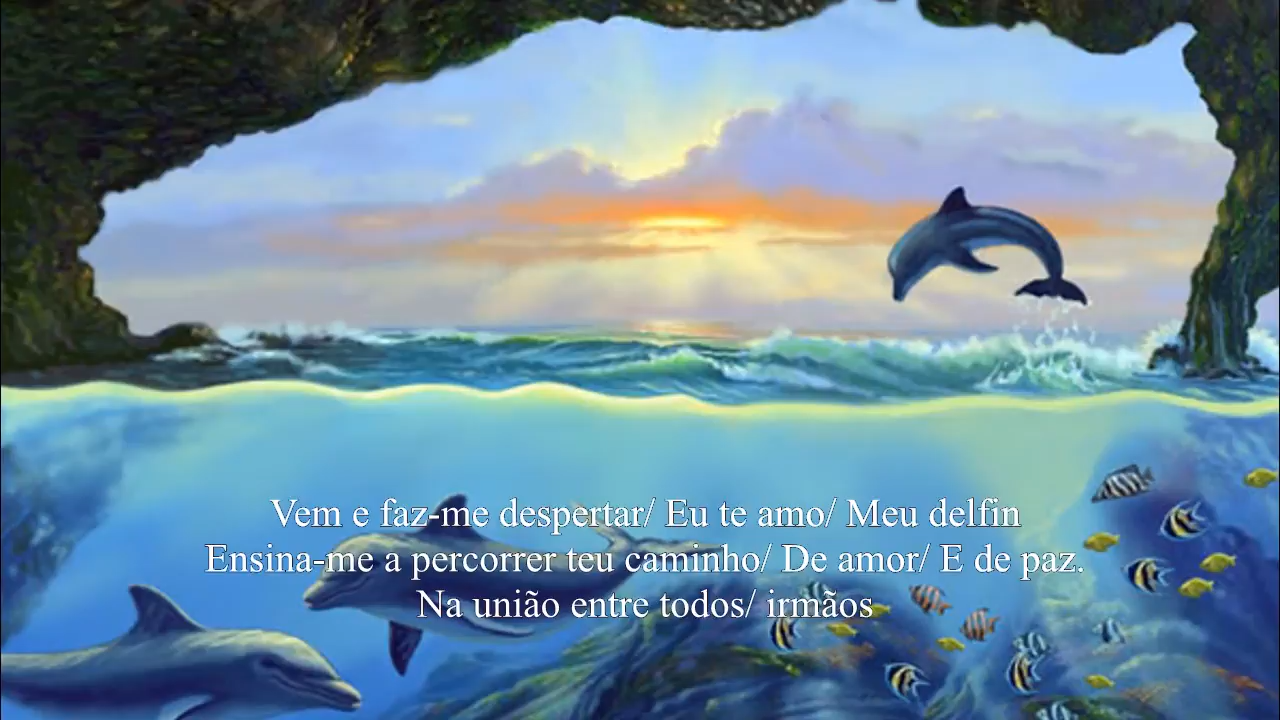 Vem e faz-me despertar/ Eu te amo/ Meu delfin
Ensina-me a percorrer teu caminho/ De amor/ E de paz.
Na união entre todos/ irmãos